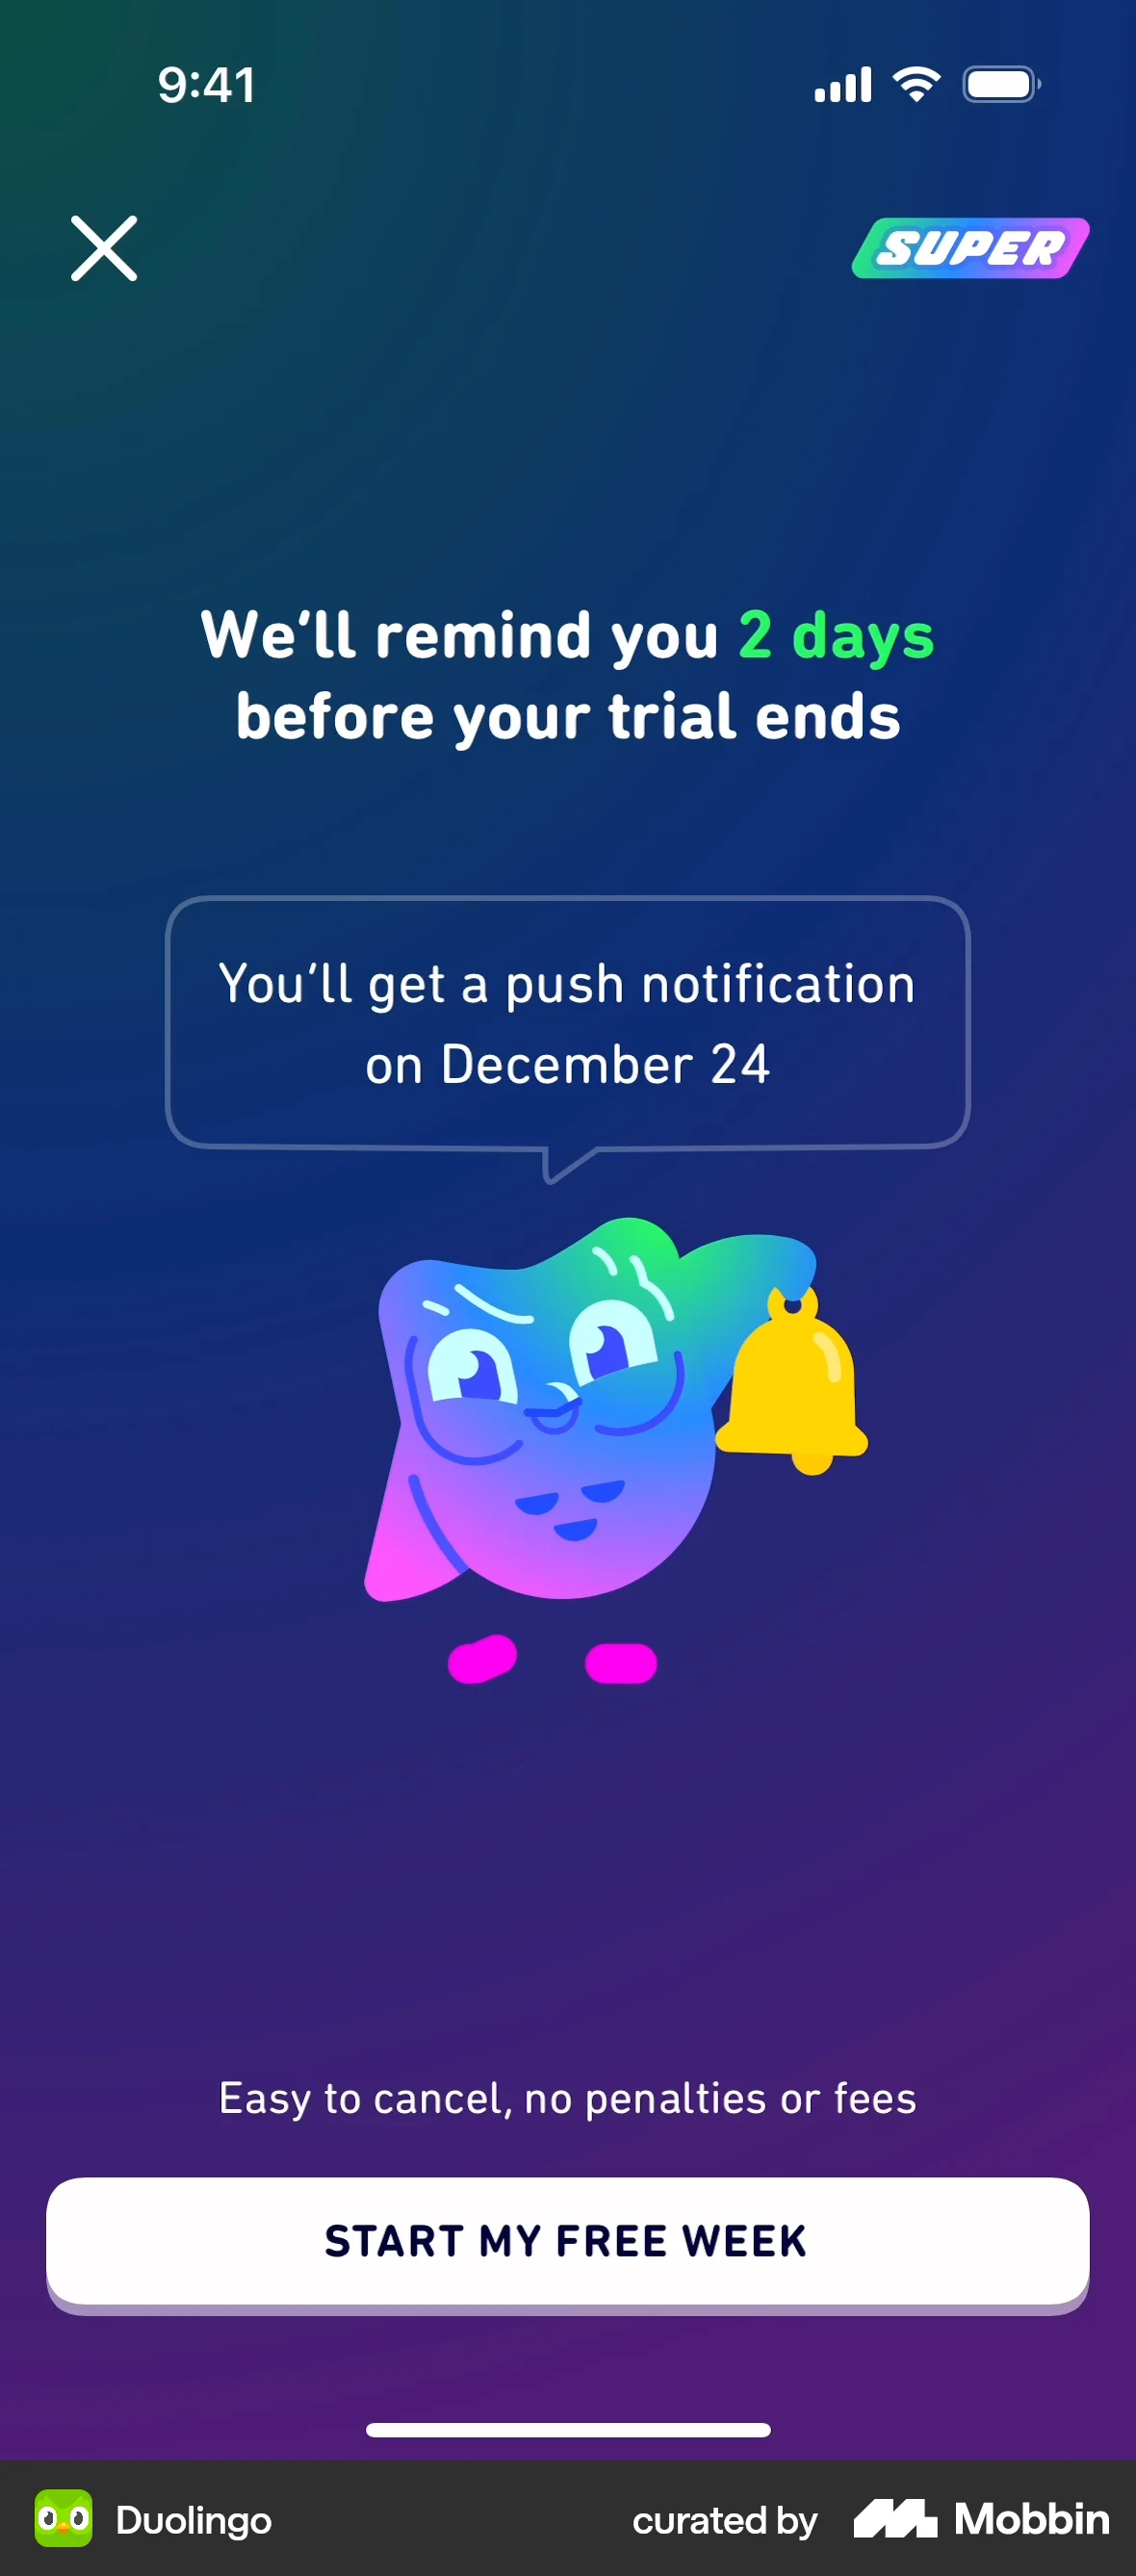 9:41
SUPER
We’ll remind you 2 days
before your trial ends
You’ll get a push notification
on December 24
Easy to cancel, no penalties or fees
START MY FREE WEEK
Duolingo
curated by Mobbin